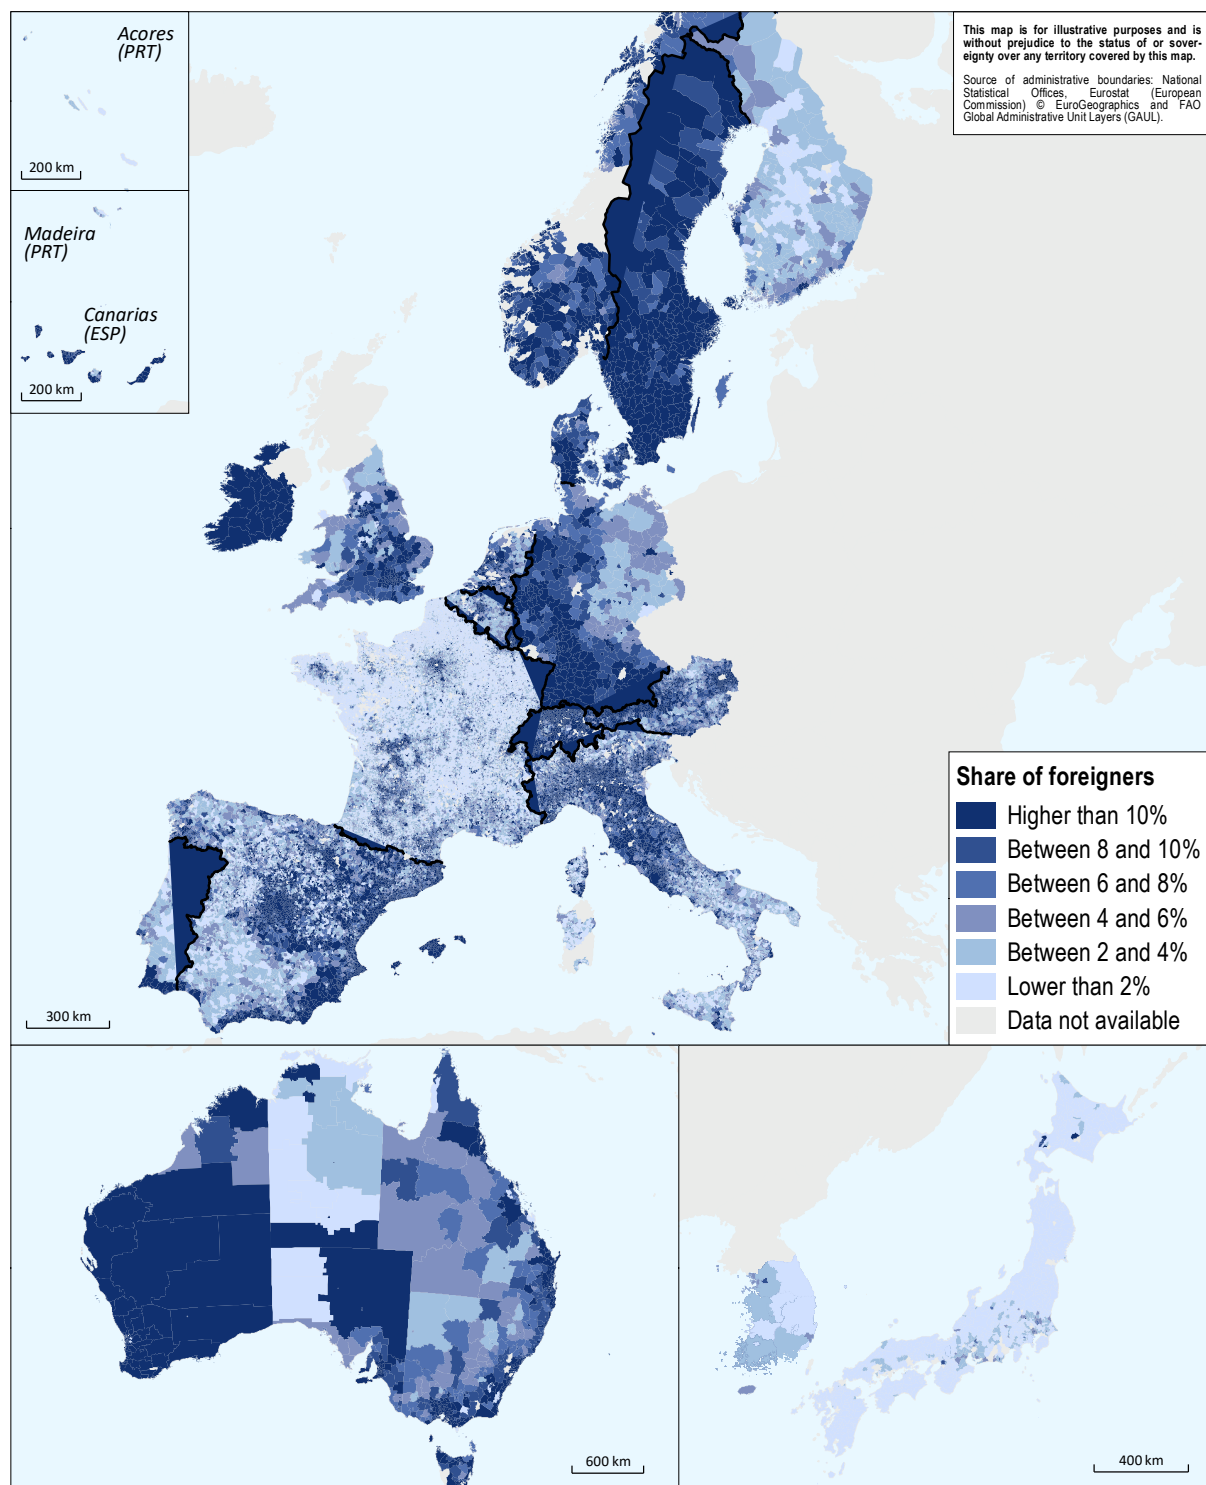 Acores
(PRT)
200 km
Madeira
(PRT)
Canarias
(ESP)
200 km
This map is for illustrative purposes and is
without prejudice to the status of or sover-
eignty over any territory covered by this map.
Source of administrative boundaries: National
Statistical Offices, Eurostat (European
Commission) © EuroGeographics and FAO
Global Administrative Unit Layers (GAUL).
Share of foreigners
Higher than 10%
Between 8 and 10%
Between 6 and 8%
Between 4 and 6%
Between 2 and 4%
Lower than 2%
Data not available
300 km
600 km
400 km